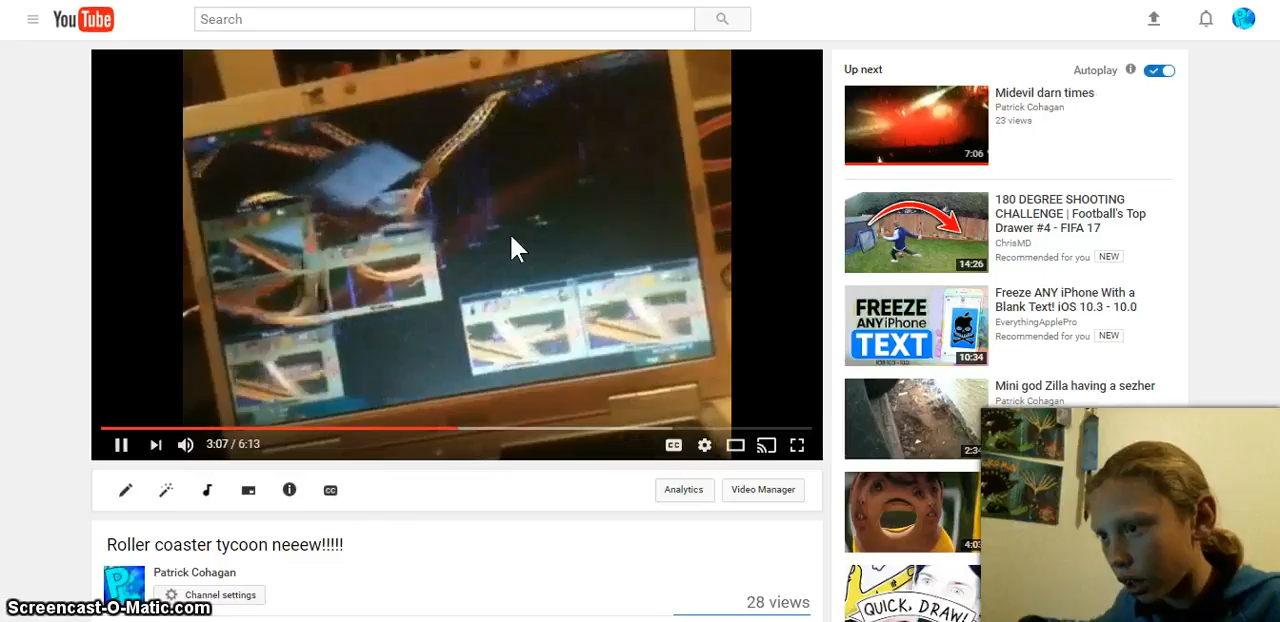 YouTube
Search
Up next
Autoplay
Midevil darn times
Patrick Cohagan
23 views
7:06
180 DEGREE SHOOTING
CHALLENGE | Football's Top
Drawer #4 - FIFA 17
ChrisMD
Recommended for you NEW
14:26
Freeze ANY iPhone With a
Blank Text! iOS 10.3 - 10.0
EverythingApplePro
Recommended for you NEW
FREEZE
ANY iPhone
TEXT
10:34
Mini god Zilla having a sezher
Patrick Cohagan
2:34
4:03
QUICK, DRAW!
3:07 / 6:13
CC
CC
Analytics
Video Manager
Roller coaster tycoon neeew!!!!!
Patrick Cohagan
Channel settings
28 views
Screencast-O-Matic.com